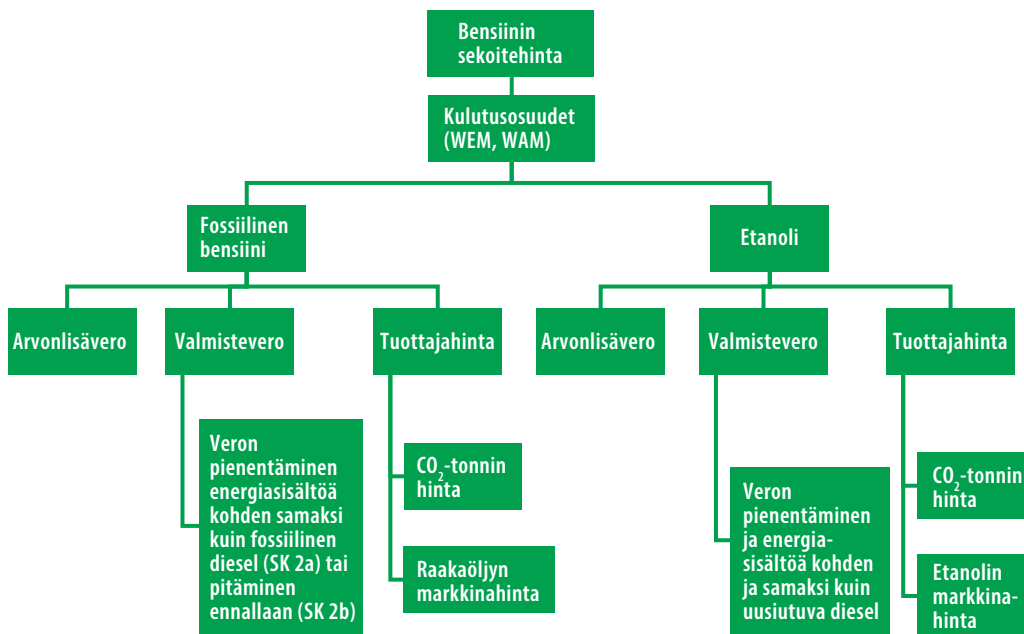 Bensiinin
sekoitehinta
Kulutusosuudet
(WEM, WAM)
Fossiilinen
bensiini
Etanoli
Arvonlisävero
Valmistevero
Tuottajahinta
Arvonlisävero
Valmistevero
Tuottajahinta
Veron
pienentäminen
energiasisältöä
kohden samaksi
kuin fossiilinen
diesel (SK 2a) tai
pitäminen
ennallaan (SK 2b)
CO₂-tonnin
hinta
Raakaöljyn
markkinahinta
Veron
pienentäminen
ja energia-
sisältöä kohden
ja samaksi kuin
uusiutuva diesel
CO₂-tonnin
hinta
Etanolin
markkina-
hinta